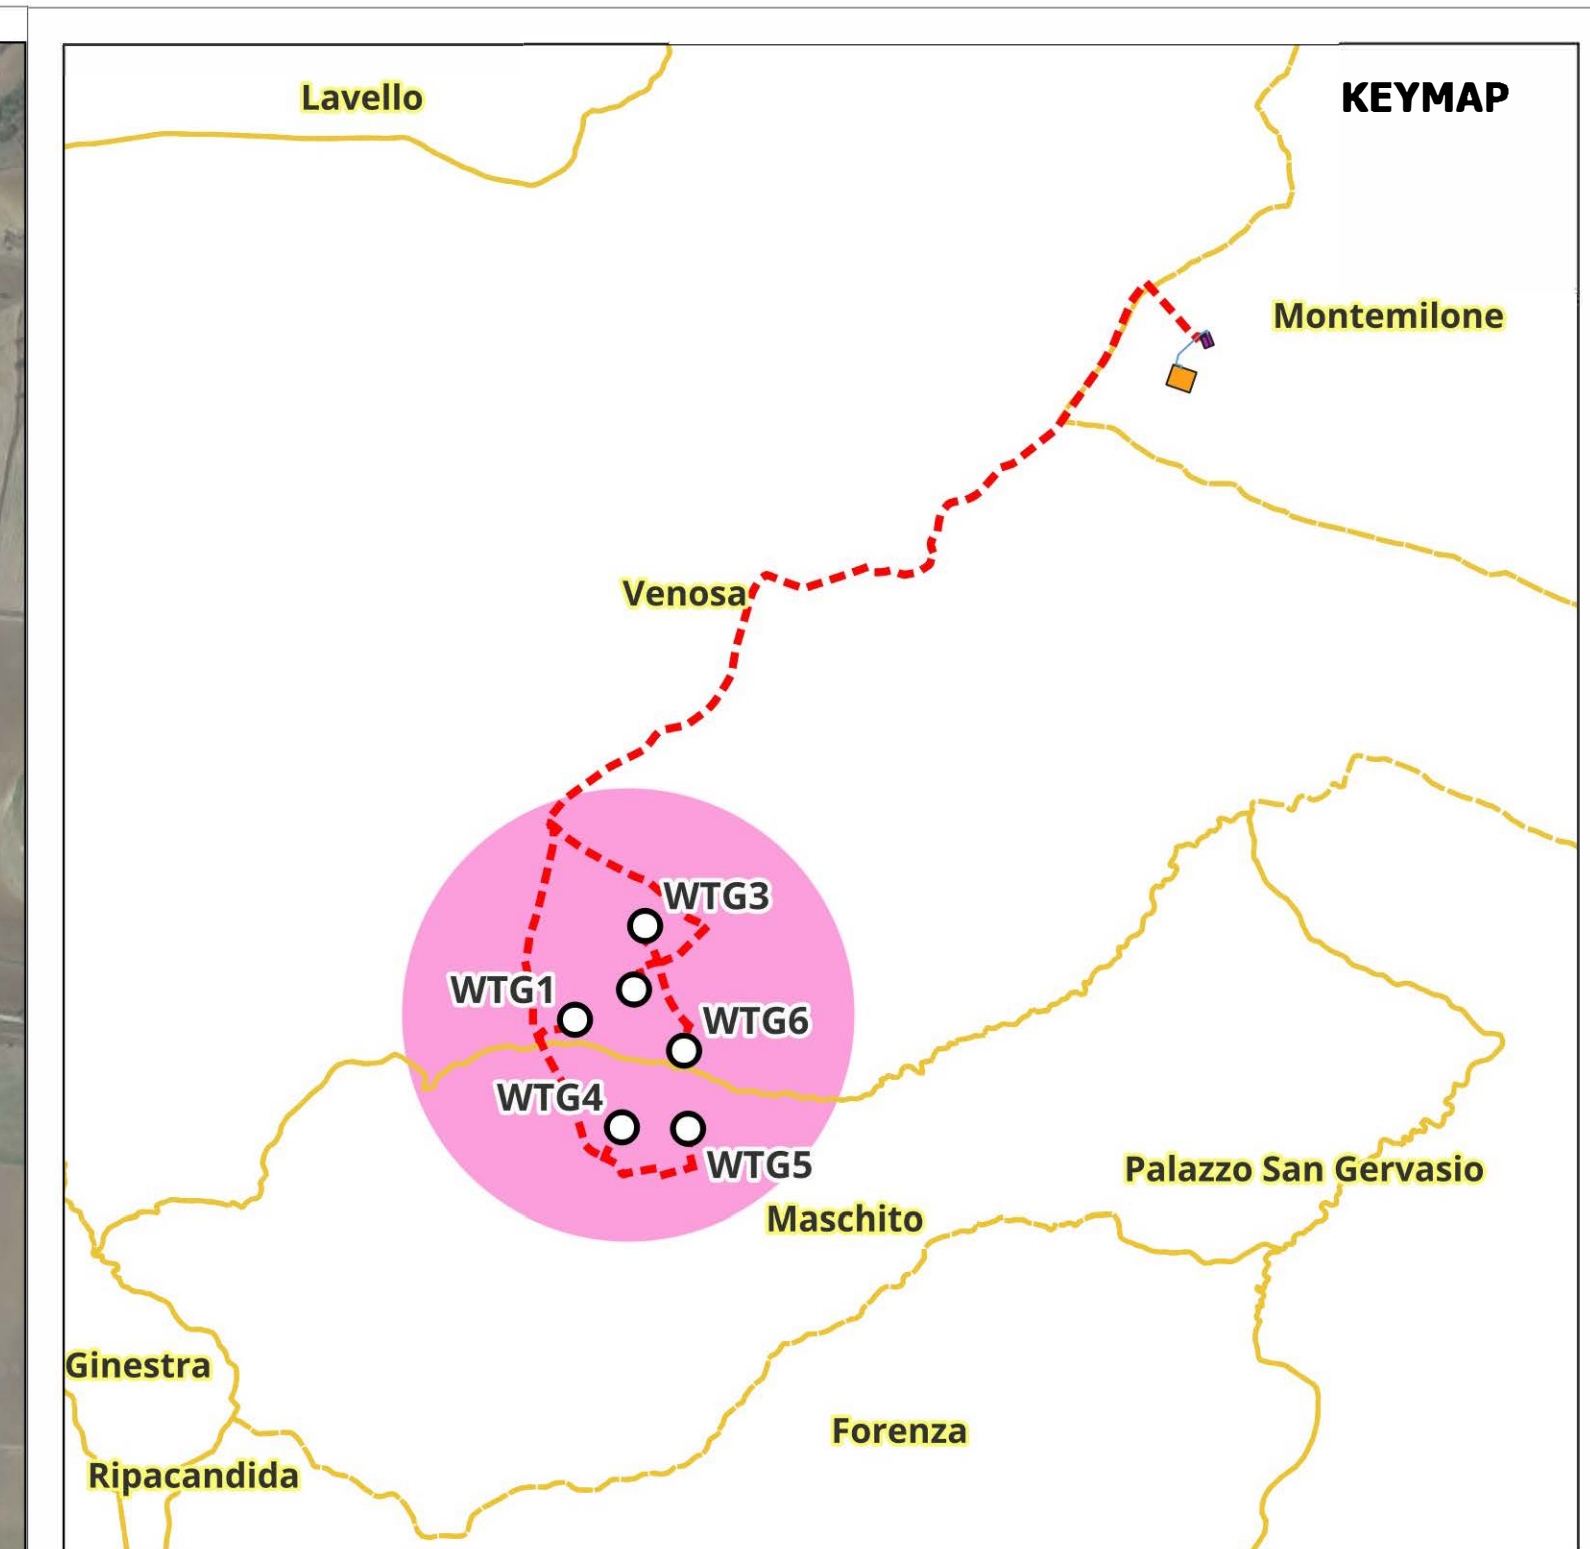 Lavello
KEYMAP
Montemilone
Venosa
WTG3
WTG1
WTG6
WTG4
WTG5
Palazzo San Gervasio
Maschito
Ginestra
Forenza
Ripacandida